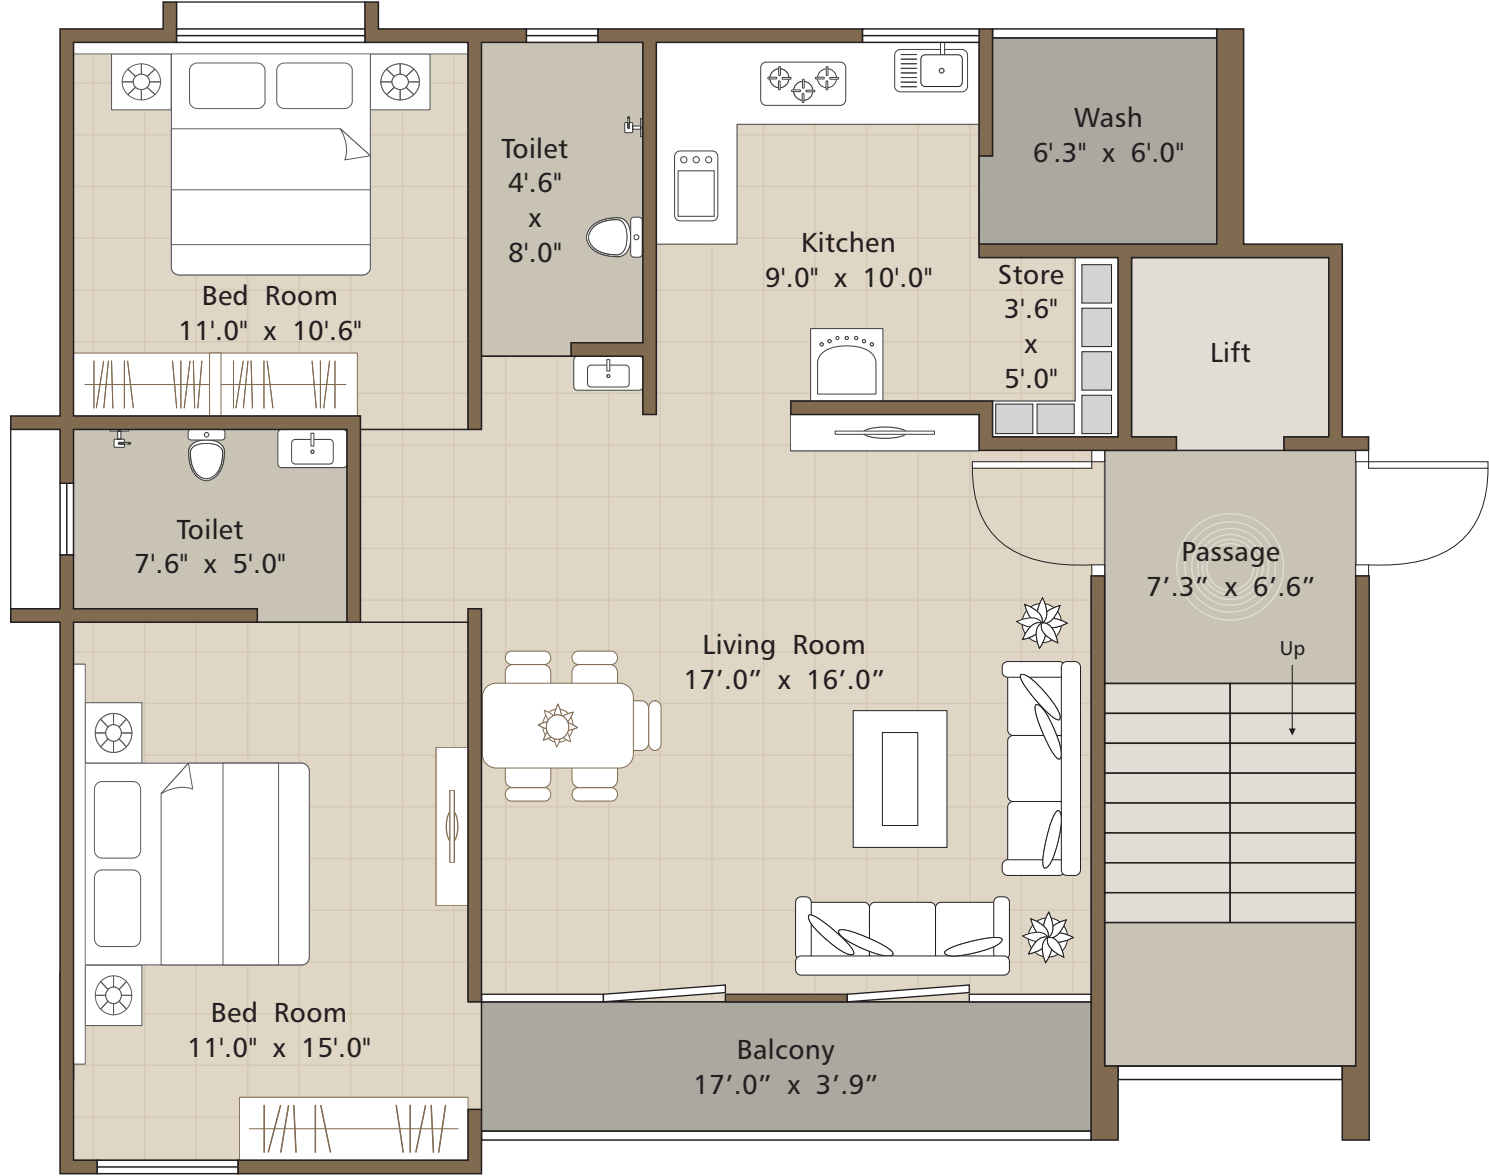 Wash
6'.3" x 6'.0"
Toilet
4'.6"
x
8'.0"
Kitchen
9'.0" x 10'.0"
Store
3'.6"
x
5'.0"
Bed Room
11'.0" x 10'.6"
Lift
Toilet
7'.6" x 5'.0"
Passage
7’.3” x 6’.6”
Up
Living Room
17’.0” x 16’.0”
Bed Room
11'.0" x 15'.0"
Balcony
17’.0” x 3’.9”